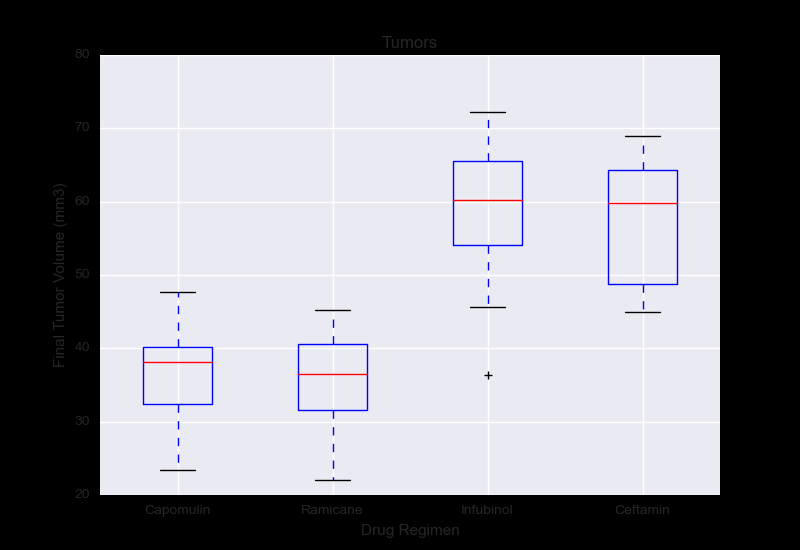 Tumors
80
70
60
50
40
30
20
Final Tumor Volume (mm3)
Capomulin
Ramicane
Infubinol
Ceftamin
Drug Regimen